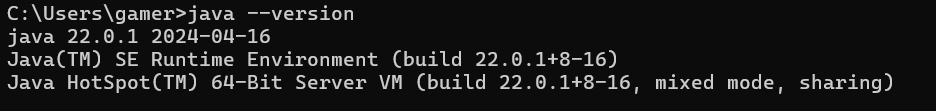 C:\Users\gamer>java --version
java 22.0.1 2024-04-16
Java(TM) SE Runtime Environment (build 22.0.1+8-16)
Java HotSpot(TM) 64-Bit Server VM (build 22.0.1+8-16, mixed mode, sharing)